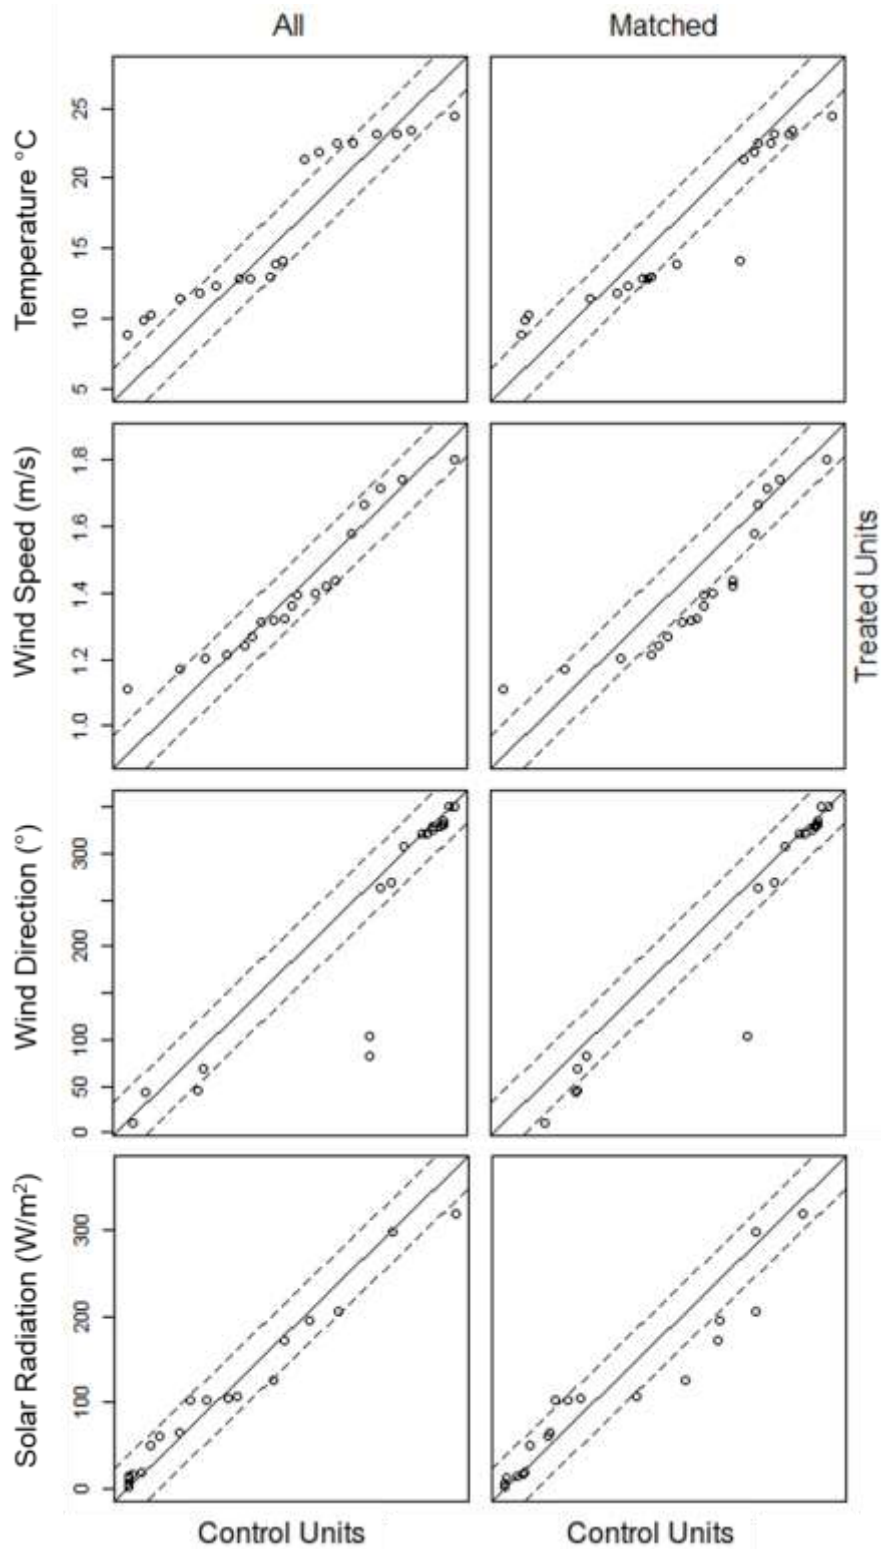 All Matched
Temperature °C
25
20
15
10
5
Wind Speed (m/s)
1.8
1.6
1.4
1.2
1.0
Treated Units
Wind Direction (°)
300
200
100
50
0
Solar Radiation (W/m²)
300
200
100
0
Control Units Control Units